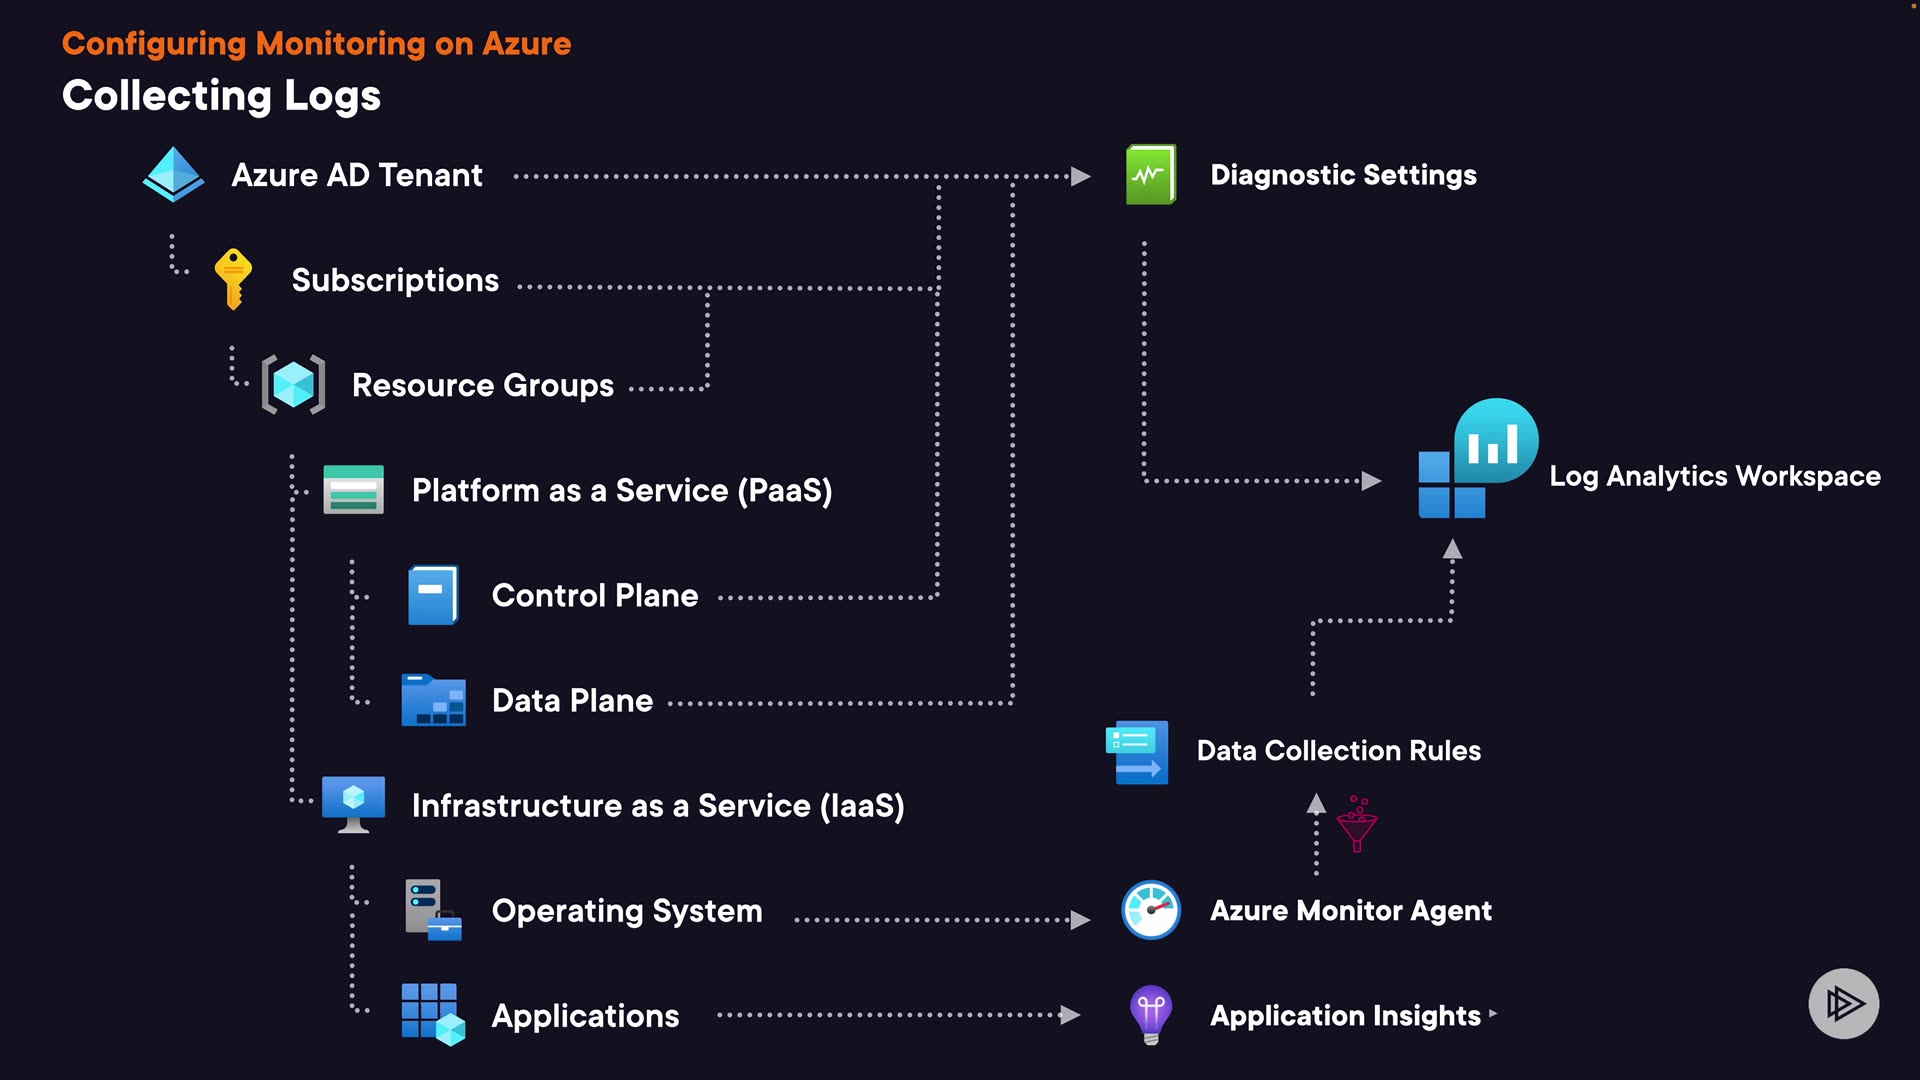 Configuring Monitoring on Azure
Collecting Logs
Azure AD Tenant
Diagnostic Settings
Subscriptions
Resource Groups
Platform as a Service (PaaS)
Log Analytics Workspace
Control Plane
Data Plane
Data Collection Rules
Infrastructure as a Service (IaaS)
Operating System
Azure Monitor Agent
Applications
Application Insights